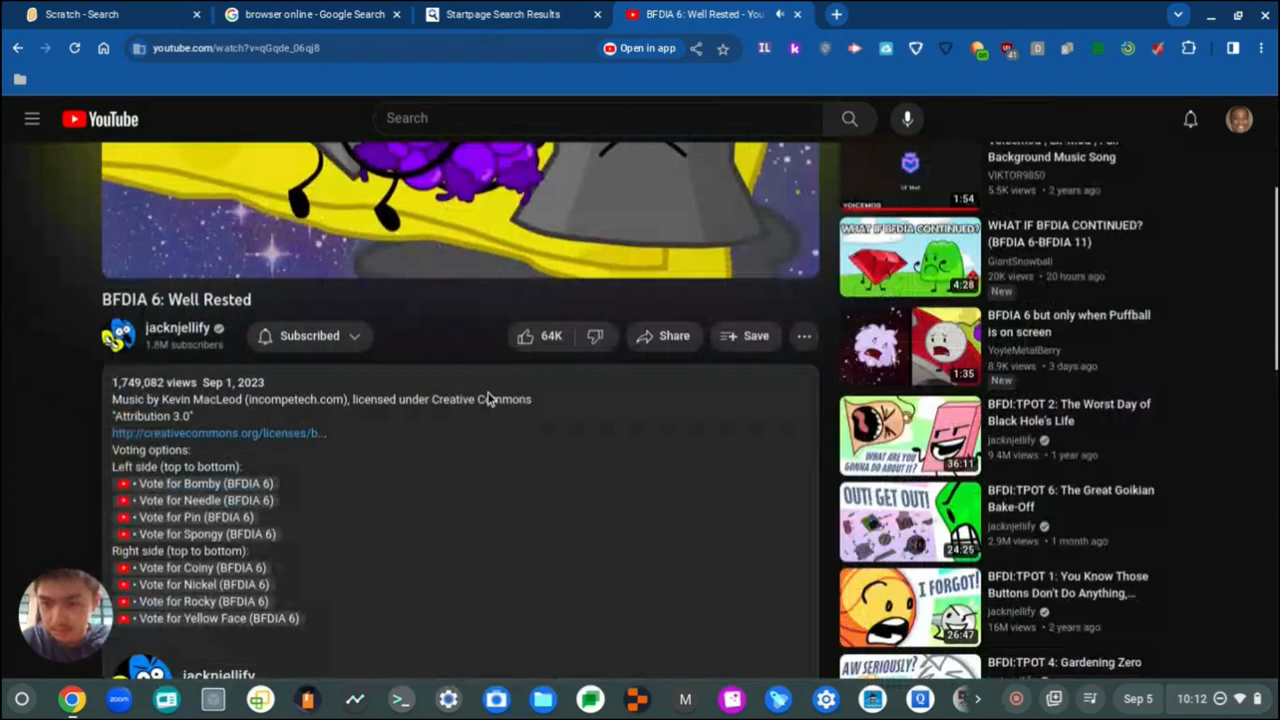 Scratch - Search
browser online - Google Search
Startpage Search Results
BFDIA 6: Well Rested - You
youtube.com/watch?v=qGqde_06qj8
Open in app
YouTube
Search
Background Music Song
VIKTOR9850
5.5K views • 2 years ago
VOICEMOD
1:54
WHAT IF BFDIA CONTINUED?
4:28
WHAT IF BFDIA CONTINUED?
(BFDIA 6-BFDIA 11)
GiantSnowball
20K views • 20 hours ago
New
1:35
BFDIA 6 but only when Puffball
is on screen
YoyleMetalBerry
8.9K views • 3 days ago
New
WHAT ARE YOU
GONNA DO ABOUT IT?
36:11
BFDI:TPOT 2: The Worst Day of
Black Hole's Life
jacknjellify
9.4M views • 1 year ago
OUT! GET OUT!
24:25
BFDI:TPOT 6: The Great Goikian
Bake-Off
jacknjellify
2.9M views • 1 month ago
I FORGOT!
26:47
BFDI:TPOT 1: You Know Those
Buttons Don't Do Anything,...
jacknjellify
16M views • 2 years ago
AW SERIOUSLY?
BFDI:TPOT 4: Gardening Zero
BFDIA 6: Well Rested
jacknjellify
1.8M subscribers
Subscribed
64K
Share
Save
1,749,082 views Sep 1, 2023
Music by Kevin MacLeod (incompetech.com), licensed under Creative Commons
"Attribution 3.0"
http://creativecommons.org/licenses/b...
Voting options:
Left side (top to bottom):
• Vote for Bomby (BFDIA 6)
• Vote for Needle (BFDIA 6)
• Vote for Pin (BFDIA 6)
• Vote for Spongy (BFDIA 6)
Right side (top to bottom):
• Vote for Coiny (BFDIA 6)
• Vote for Nickel (BFDIA 6)
• Vote for Rocky (BFDIA 6)
• Vote for Yellow Face (BFDIA 6)
jacknjellify
zoom
Sep 5
10:12